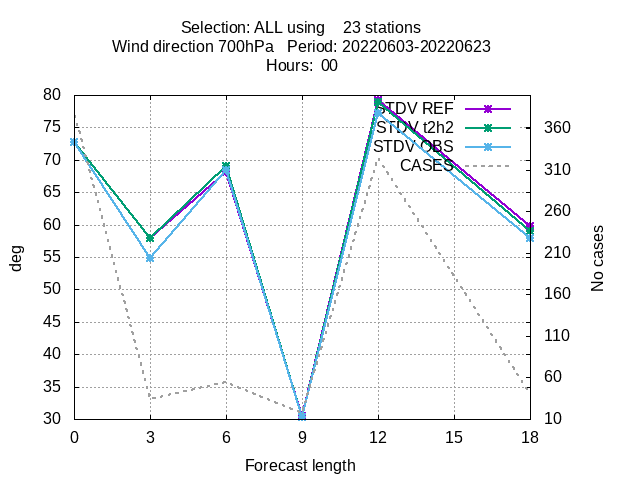 Selection: ALL using    23 stations
Wind direction 700hPa   Period: 20220603-20220623
Hours:  00
80
75
70
65
60
55
50
45
40
35
30
deg
STDV REF
STDV t2h2
STDV OBS
CASES
360
310
260
210
160
110
60
10
No cases
0 3 6 9 12 15 18
Forecast length